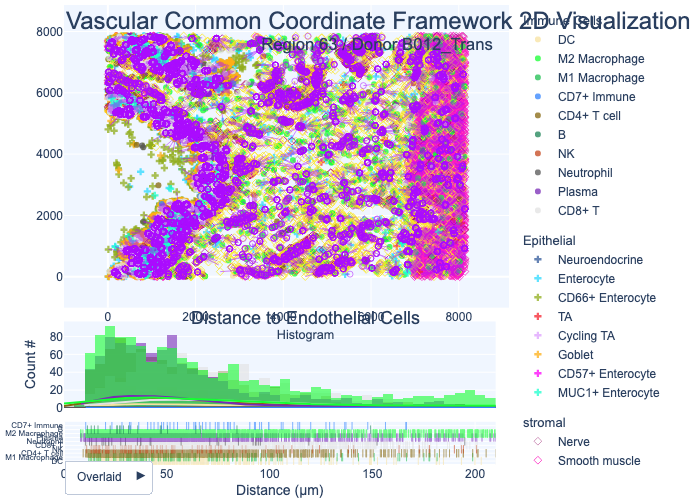 Vascular Common Coordinate Framework 2D Visualization
Region 63 / Donor B012_Trans
8000
6000
4000
2000
0
0
2000
4000
6000
8000
Distance to Endothelial Cells
Histogram
Count #
80
60
40
20
0
CD7+ Immune
M2 Macrophage
Neutrophil
CD4+ T cell
M1 Macrophage
DC
50
100
150
200
Distance (μm)
Overlaid ▶
Immune Cells
DC
M2 Macrophage
M1 Macrophage
CD7+ Immune
CD4+ T cell
B
NK
Neutrophil
Plasma
CD8+ T
Epithelial
Neuroendocrine
Enterocyte
CD66+ Enterocyte
TA
Cycling TA
Goblet
CD57+ Enterocyte
MUC1+ Enterocyte
stromal
Nerve
Smooth muscle